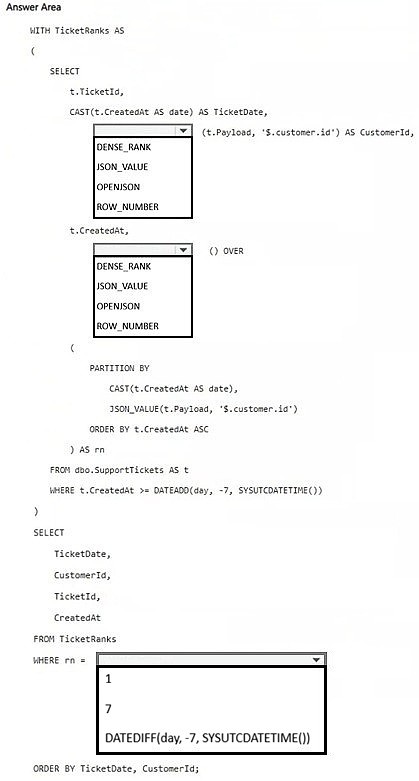 Answer Area
WITH TicketRanks AS
(
SELECT
t.TicketId,
CAST(t.CreatedAt AS date) AS TicketDate,
(t.Payload, '$.customer.id') AS CustomerId,
DENSE_RANK
JSON_VALUE
OPENJSON
ROW_NUMBER
t.CreatedAt,
() OVER
DENSE_RANK
JSON_VALUE
OPENJSON
ROW_NUMBER
(
PARTITION BY
CAST(t.CreatedAt AS date),
JSON_VALUE(t.Payload, '$.customer.id')
ORDER BY t.CreatedAt ASC
) AS rn
FROM dbo.SupportTickets AS t
WHERE t.CreatedAt >= DATEADD(day, -7, SYSUTCDATETIME())
)
SELECT
TicketDate,
CustomerId,
TicketId,
CreatedAt
FROM TicketRanks
WHERE rn =
1
7
DATEDIFF(day, -7, SYSUTCDATETIME())
ORDER BY TicketDate, CustomerId;